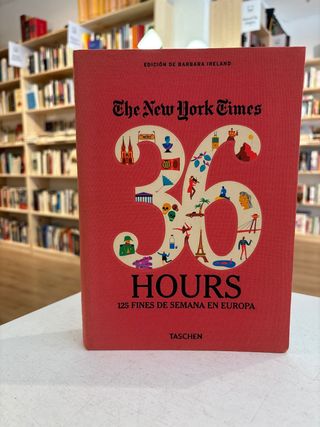 EDICIÓN DE BARBARA IRELAND
The New York Times
36
HOURS
125 FINES DE SEMANA EN EUROPA
TASCHEN